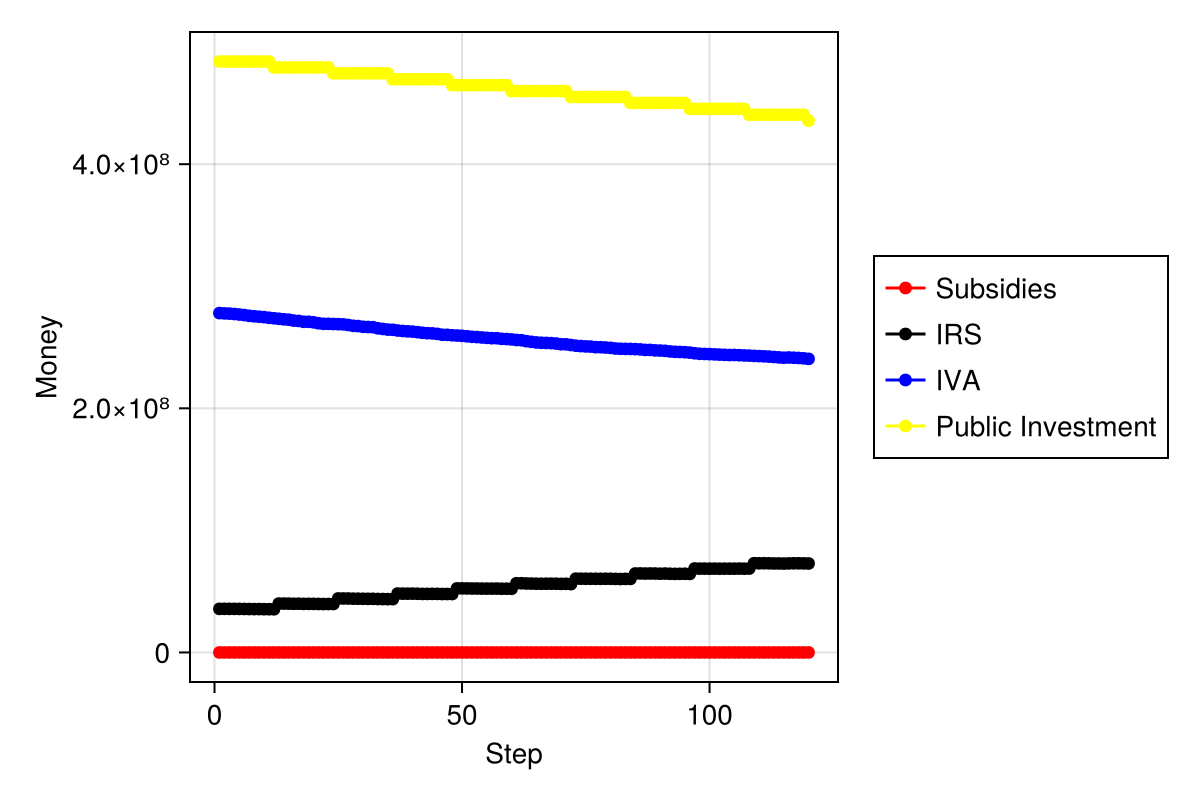 4.0×10⁸
2.0×10⁸
0
Money
0 50 100
Step
Subsidies
IRS
IVA
Public Investment